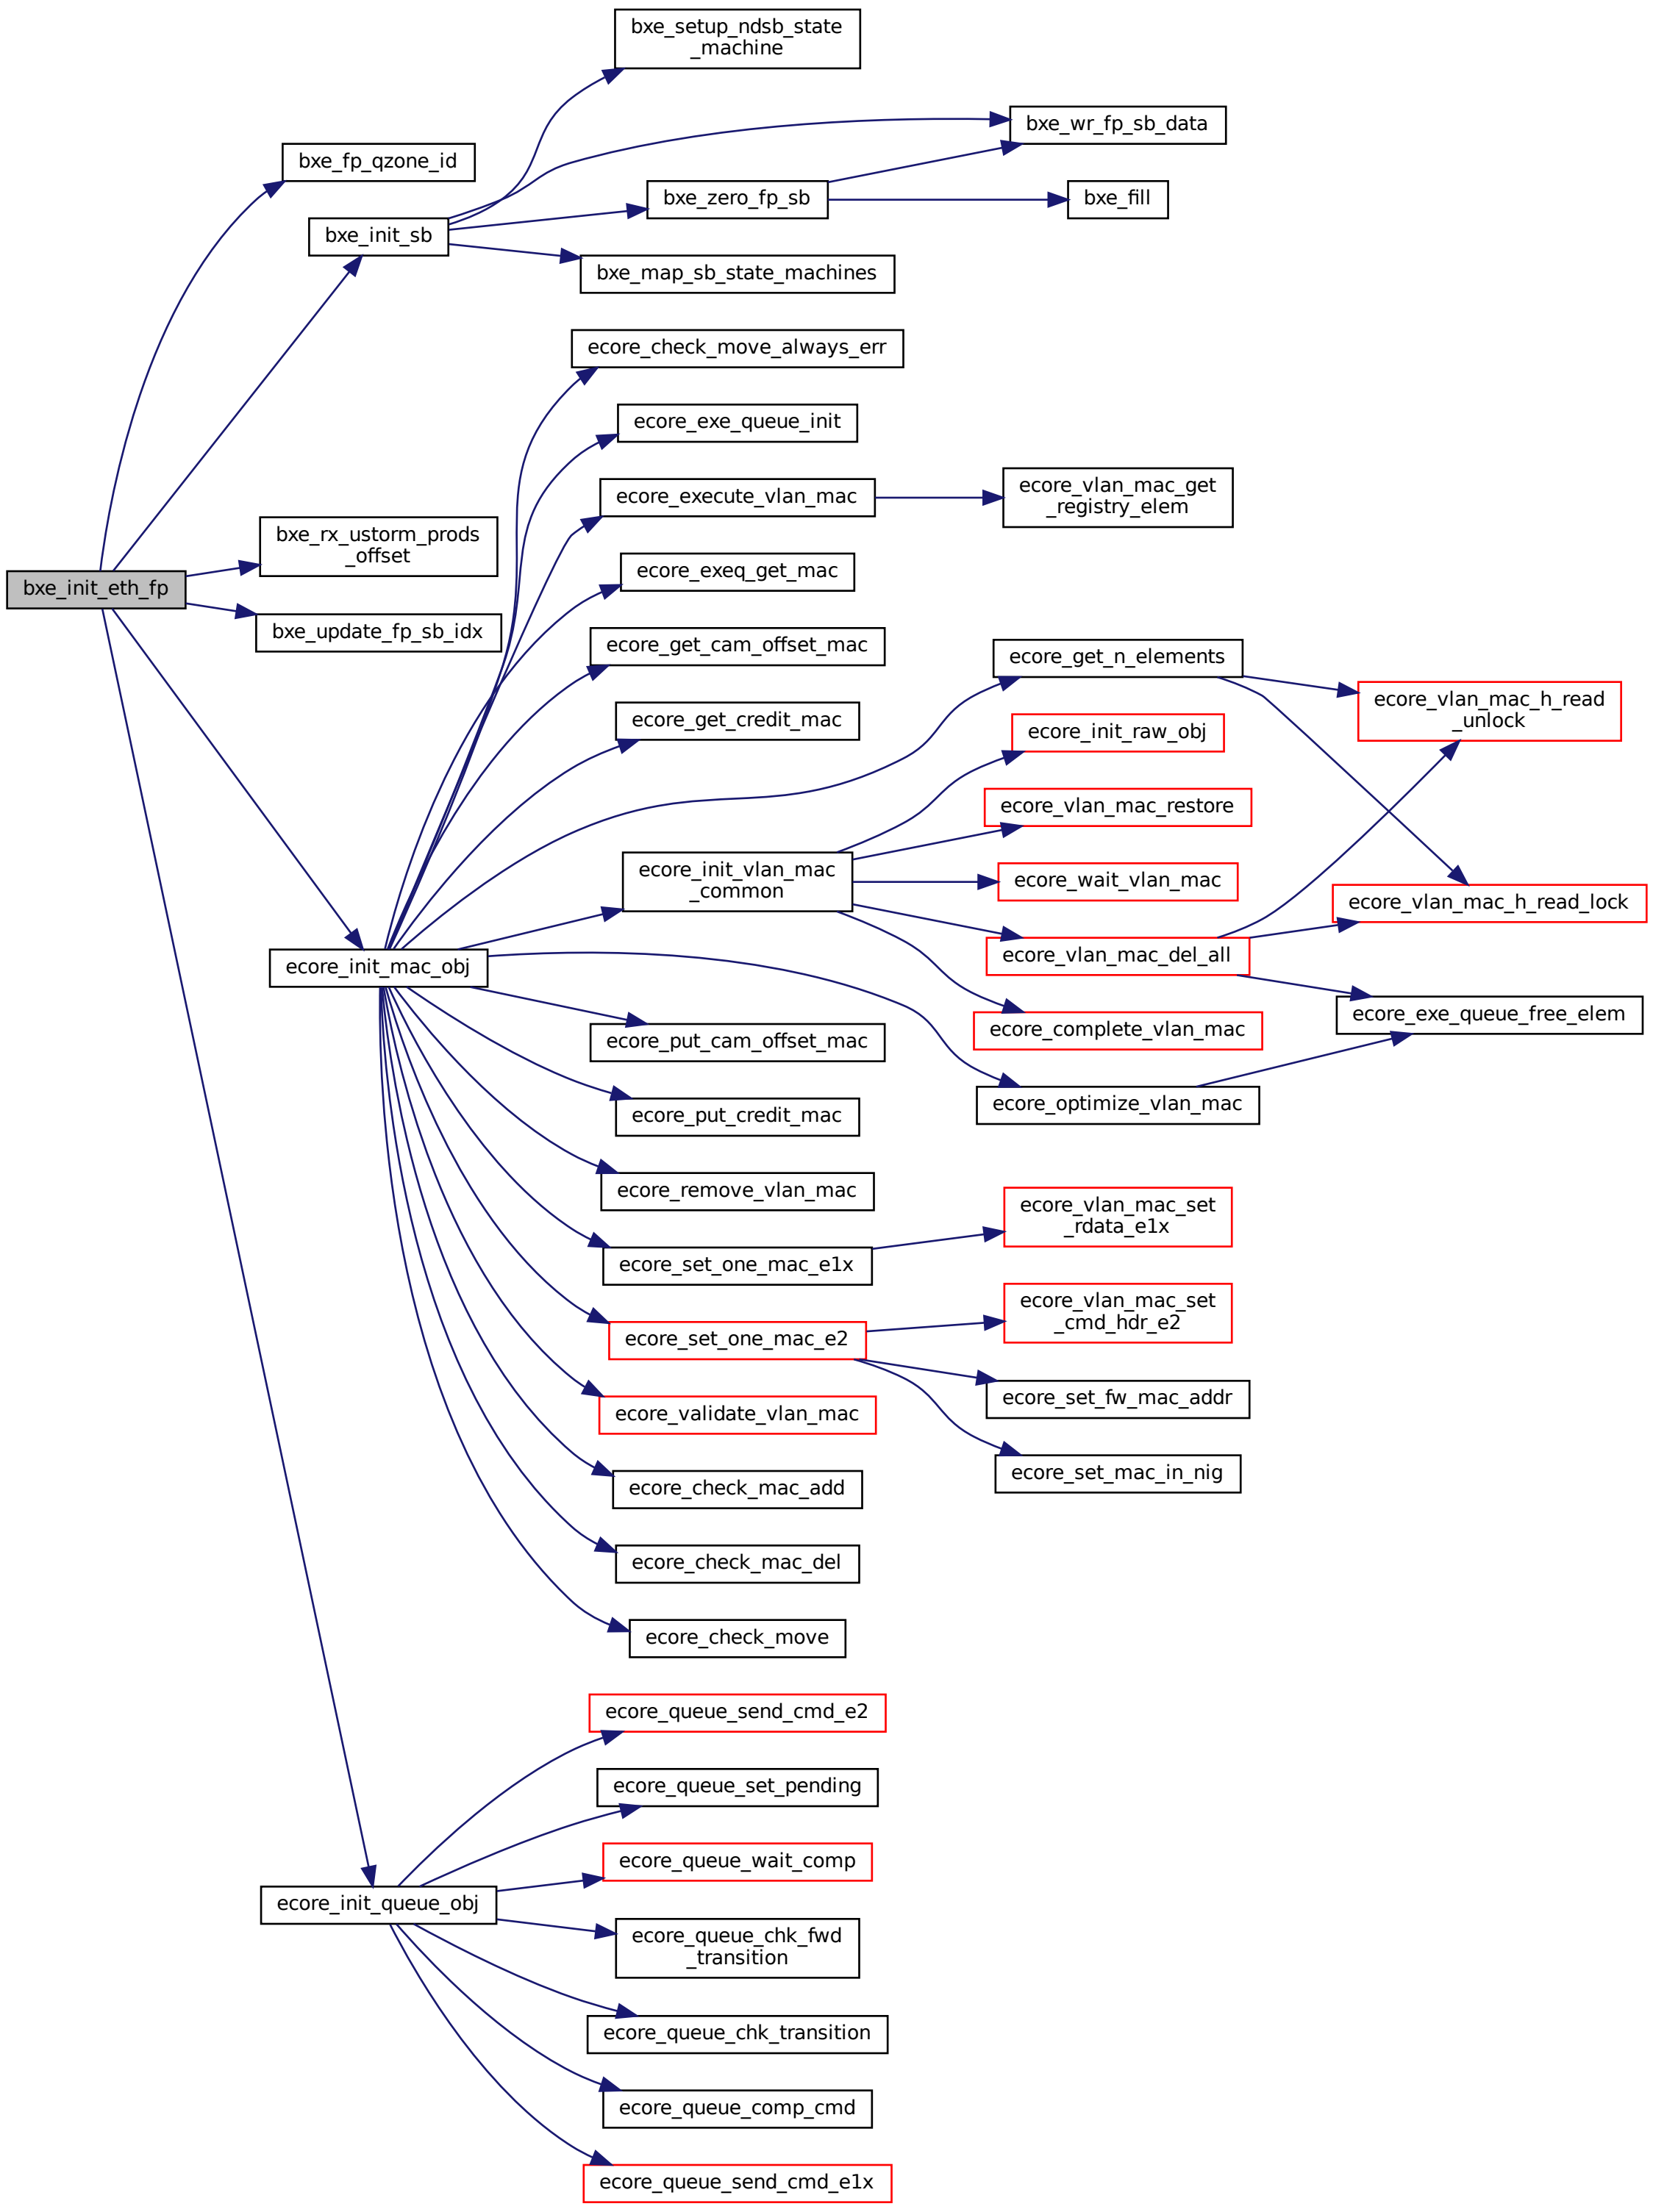 bxe_setup_ndsb_state
_machine
bxe_wr_fp_sb_data
bxe_fp_qzone_id
bxe_zero_fp_sb
bxe_fill
bxe_init_sb
bxe_map_sb_state_machines
ecore_check_move_always_err
ecore_exe_queue_init
ecore_execute_vlan_mac
ecore_vlan_mac_get
_registry_elem
bxe_rx_ustorm_prods
_offset
ecore_exeq_get_mac
bxe_init_eth_fp
bxe_update_fp_sb_idx
ecore_get_cam_offset_mac
ecore_get_n_elements
ecore_vlan_mac_h_read
_unlock
ecore_get_credit_mac
ecore_init_raw_obj
ecore_vlan_mac_restore
ecore_init_vlan_mac
_common
ecore_wait_vlan_mac
ecore_vlan_mac_h_read_lock
ecore_vlan_mac_del_all
ecore_init_mac_obj
ecore_exe_queue_free_elem
ecore_complete_vlan_mac
ecore_put_cam_offset_mac
ecore_optimize_vlan_mac
ecore_put_credit_mac
ecore_remove_vlan_mac
ecore_vlan_mac_set
_rdata_e1x
ecore_set_one_mac_e1x
ecore_vlan_mac_set
_cmd_hdr_e2
ecore_set_one_mac_e2
ecore_set_fw_mac_addr
ecore_validate_vlan_mac
ecore_set_mac_in_nig
ecore_check_mac_add
ecore_check_mac_del
ecore_check_move
ecore_queue_send_cmd_e2
ecore_queue_set_pending
ecore_queue_wait_comp
ecore_init_queue_obj
ecore_queue_chk_fwd
_transition
ecore_queue_chk_transition
ecore_queue_comp_cmd
ecore_queue_send_cmd_e1x